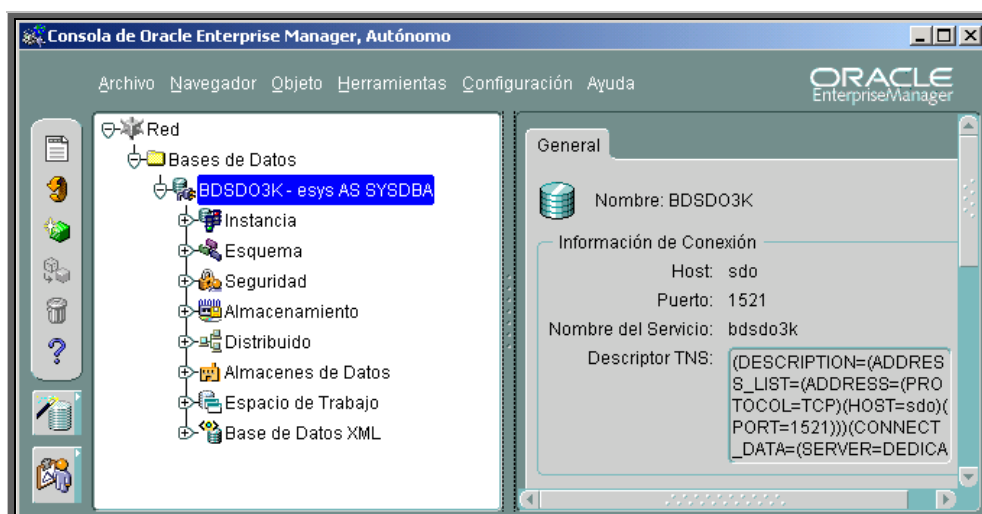 Consola de Oracle Enterprise Manager, Autónomo
Archivo Navegador Objeto Herramientas Configuración Ayuda
ORACLE
EnterpriseManager
Red
Bases de Datos
BDSDO3K - esys AS SYSDBA
Instancia
Esquema
Seguridad
Almacenamiento
Distribuido
Almacenes de Datos
Espacio de Trabajo
Base de Datos XML
General
Nombre: BDSDO3K
Información de Conexión
Host: sdo
Puerto: 1521
Nombre del Servicio: bdsdo3k
Descriptor TNS: (DESCRIPTION=(ADDRES
S_LIST=(ADDRESS=(PRO
TOCOL=TCP)(HOST=sdo)(
PORT=1521)))(CONNECT
_DATA=(SERVER=DEDICA